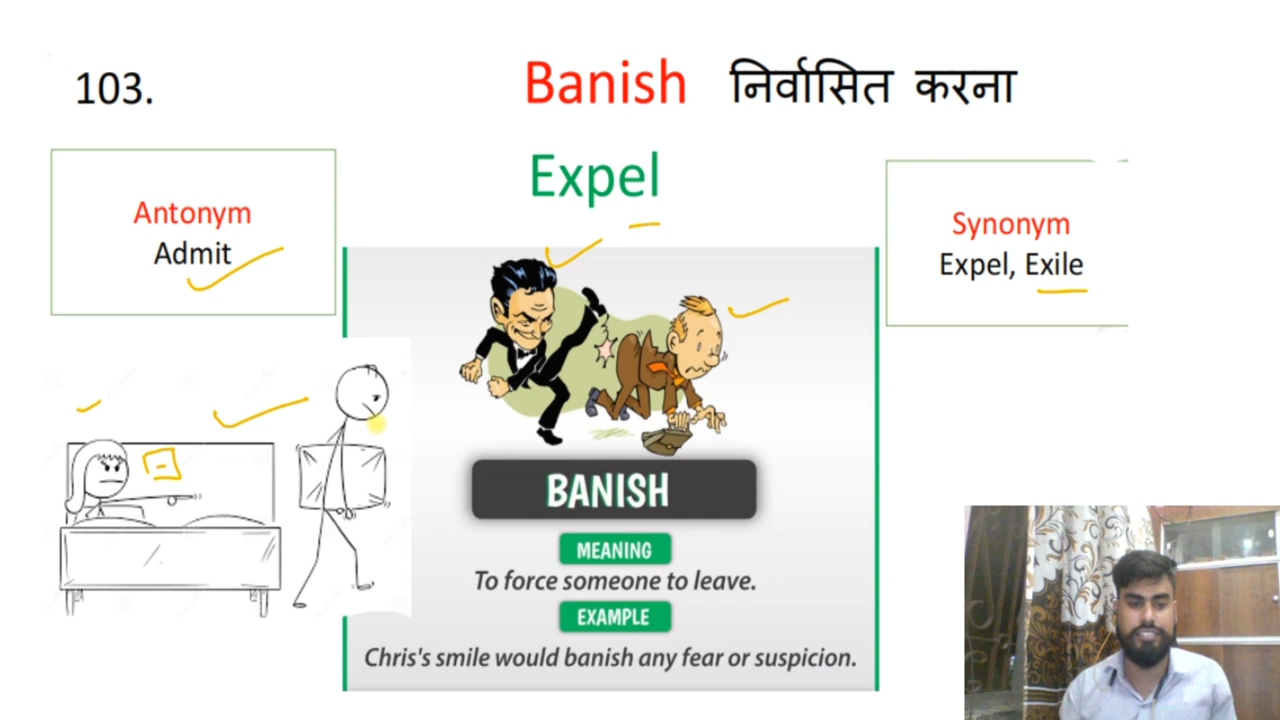 103.
Banish निर्वासित करना
Expel
Antonym
Admit
Synonym
Expel, Exile
BANISH
MEANING
To force someone to leave.
EXAMPLE
Chris's smile would banish any fear or suspicion.